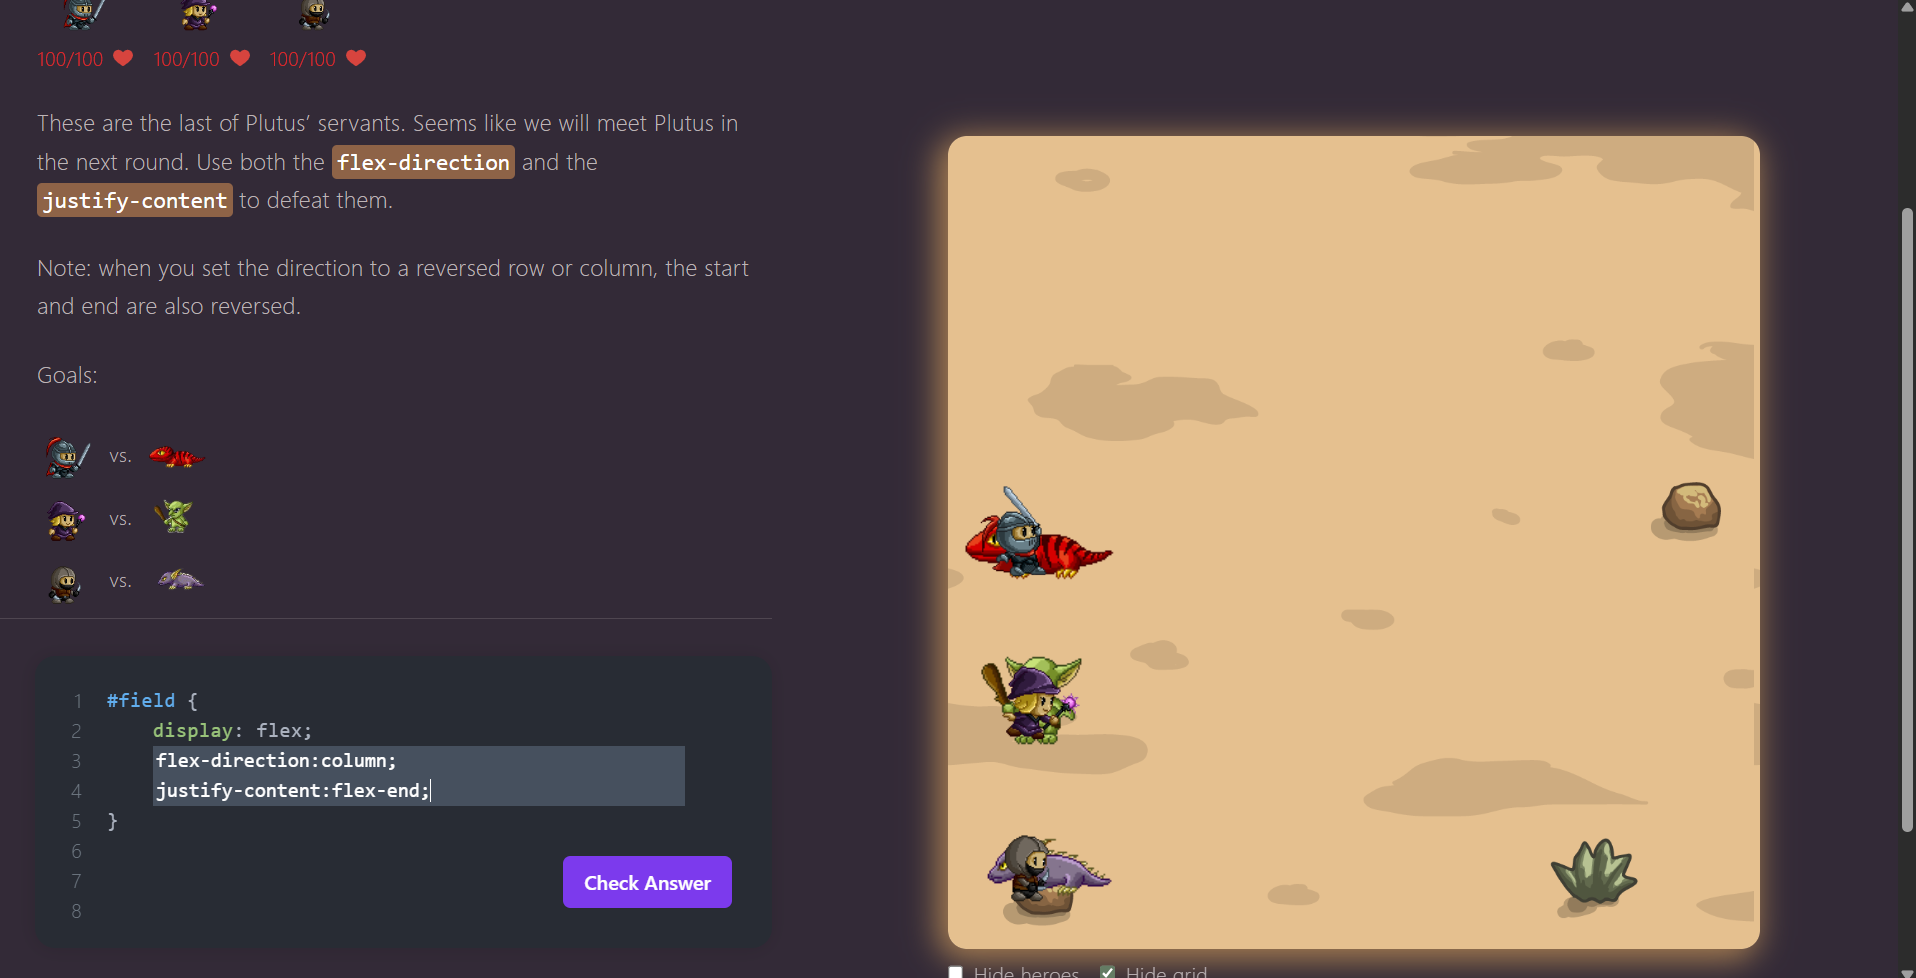 100/100 100/100 100/100
These are the last of Plutus’ servants. Seems like we will meet Plutus in
the next round. Use both the flex-direction and the
justify-content to defeat them.
Note: when you set the direction to a reversed row or column, the start
and end are also reversed.
Goals:
vs.
vs.
vs.
1 #field {
2 display: flex;
3 flex-direction:column;
4 justify-content:flex-end;
5 }
6
7
8
Check Answer
Hide heroes Hide grid